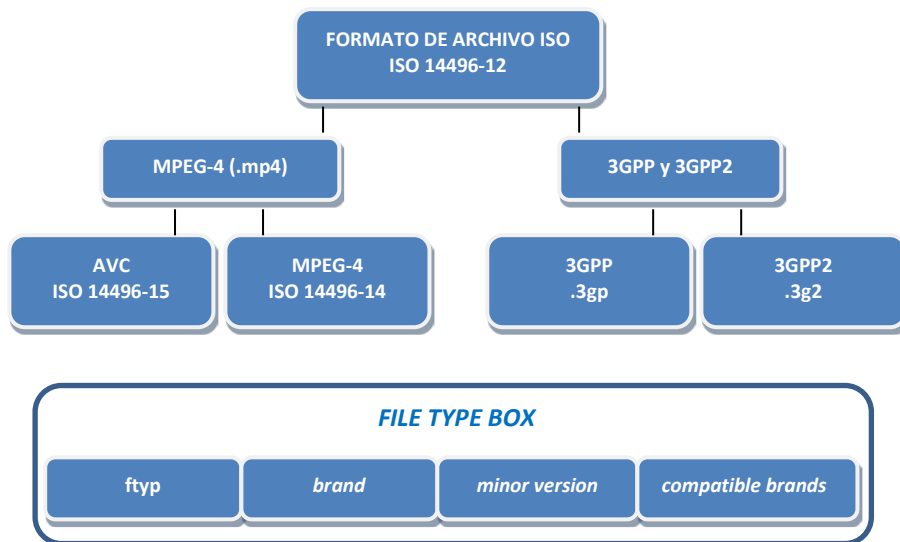 FORMATO DE ARCHIVO ISO
ISO 14496-12
MPEG-4 (.mp4)
3GPP y 3GPP2
AVC
ISO 14496-15
MPEG-4
ISO 14496-14
3GPP
.3gp
3GPP2
.3g2
FILE TYPE BOX
ftyp
brand
minor version
compatible brands